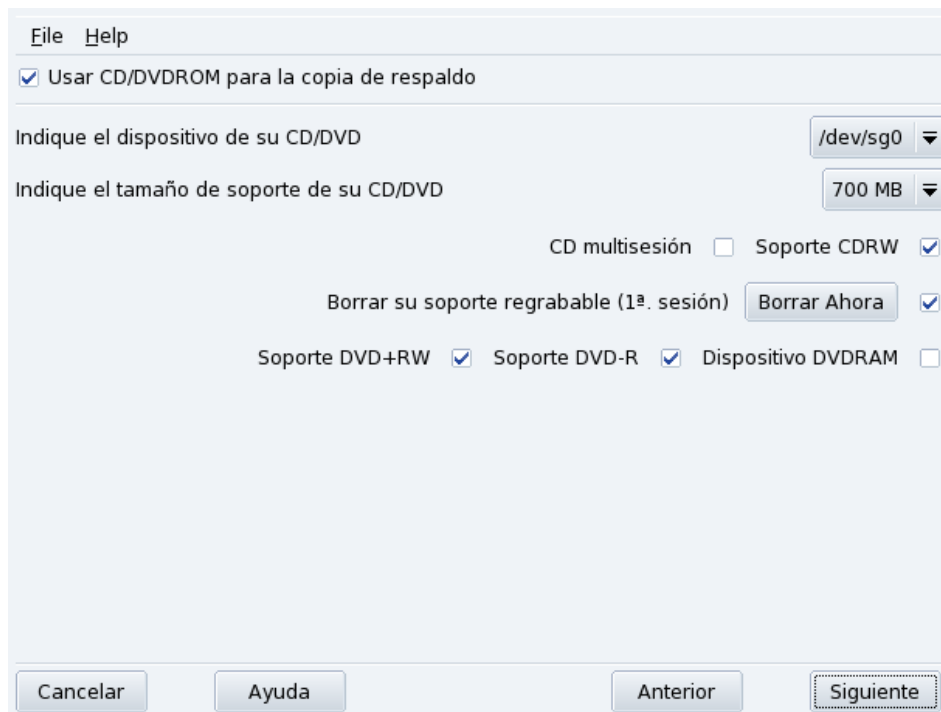 File Help
Usar CD/DVDROM para la copia de respaldo
Indique el dispositivo de su CD/DVD /dev/sg0
Indique el tamaño de soporte de su CD/DVD 700 MB
CD multisesión Soporte CDRW
Borrar su soporte regrabable (1ª. sesión) Borrar Ahora
Soporte DVD+RW Soporte DVD-R Dispositivo DVDRAM
Cancelar Ayuda Anterior Siguiente